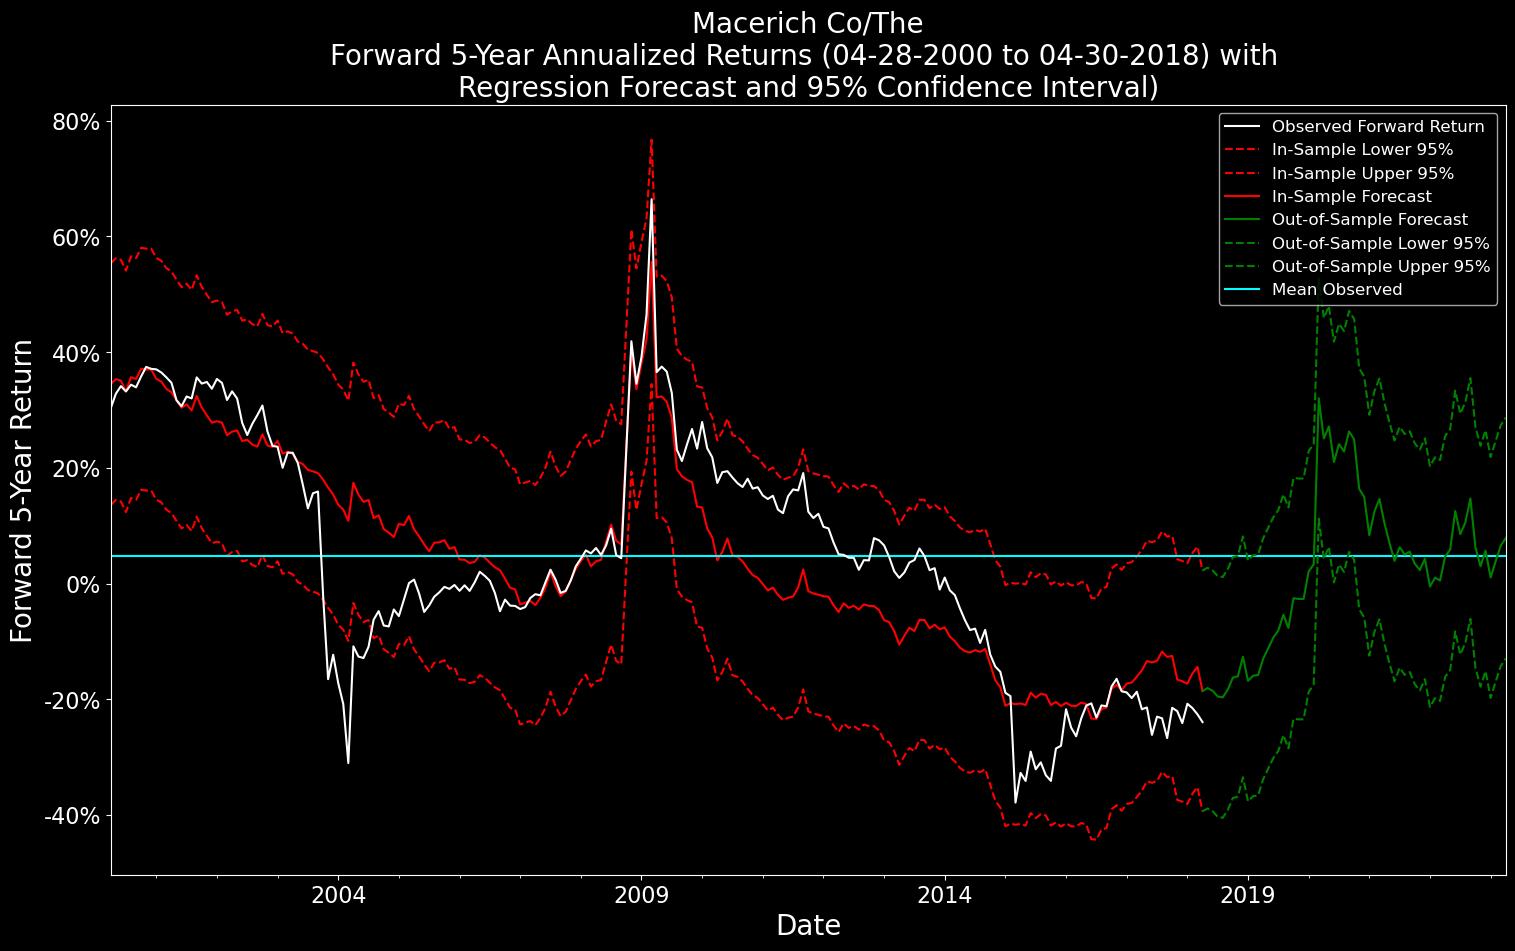 Macerich Co/The
Forward 5-Year Annualized Returns (04-28-2000 to 04-30-2018) with
Regression Forecast and 95% Confidence Interval)
80%
60%
40%
20%
0%
-20%
-40%
Forward 5-Year Return
Observed Forward Return
In-Sample Lower 95%
In-Sample Upper 95%
In-Sample Forecast
Out-of-Sample Forecast
Out-of-Sample Lower 95%
Out-of-Sample Upper 95%
Mean Observed
2004
2009
2014
2019
Date